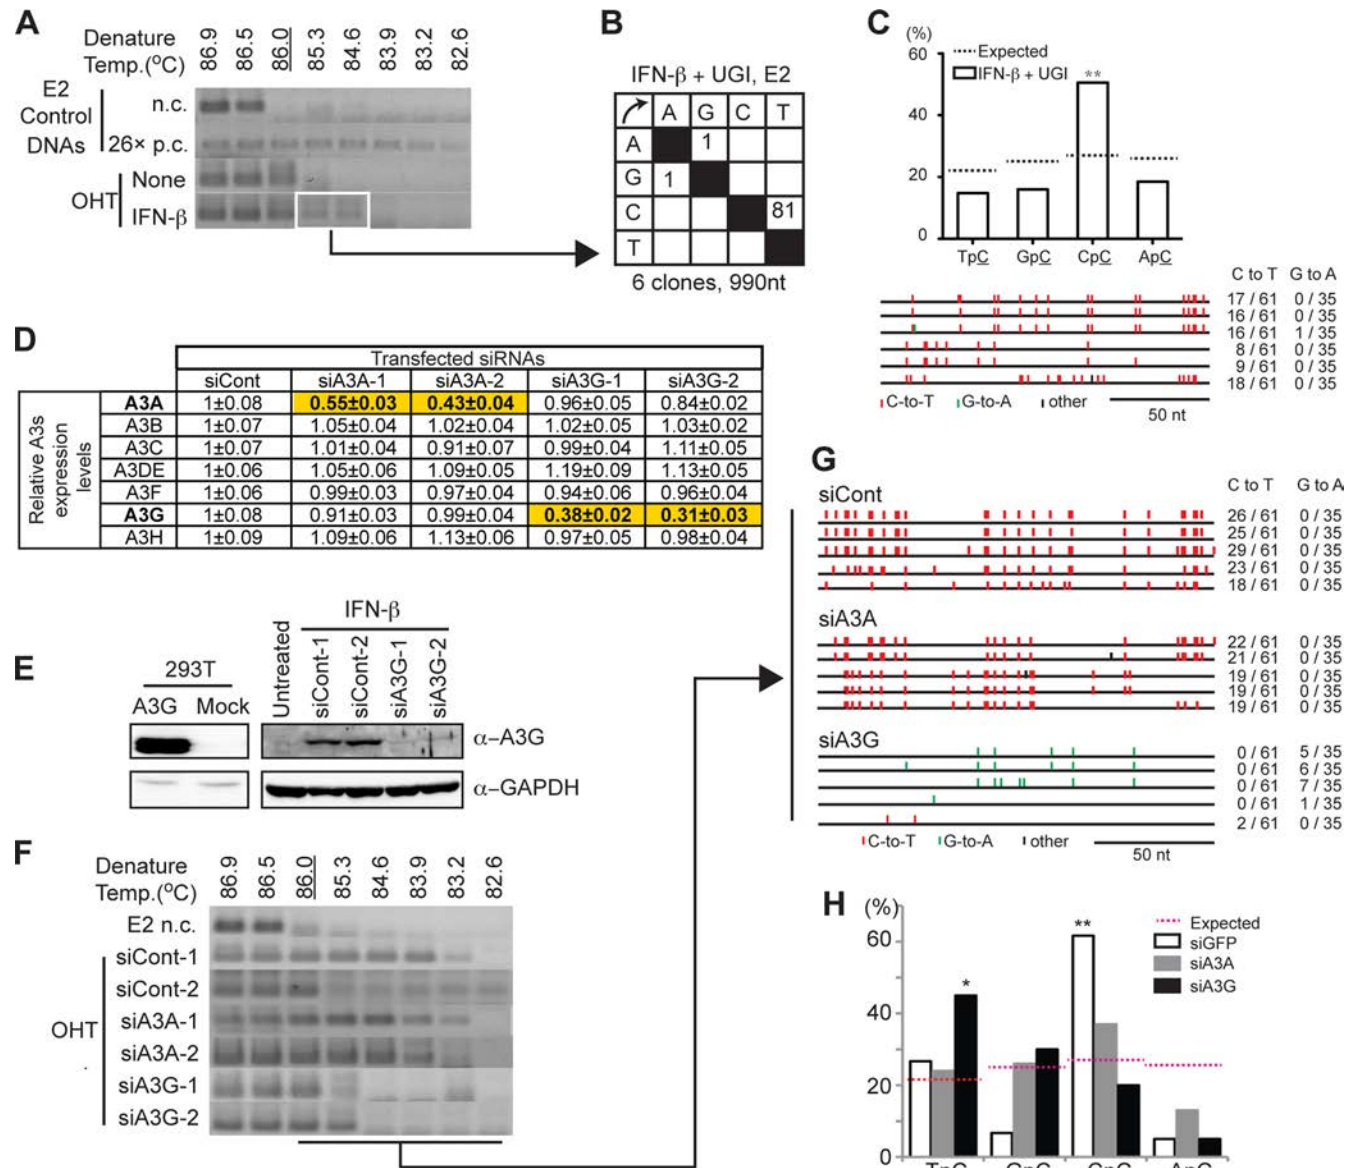 A
Denature
Temp.(°C)
86.9 86.5 86.0 85.3 84.6 83.9 83.2 82.6
E2
Control
DNAs
n.c.
26× p.c.
OHT
None
IFN-β
B
IFN-β + UGI, E2
A G C T
A 1
G 1
C 81
T
6 clones, 990nt
C
(%)
60
40
20
0
Expected
IFN-β + UGI
**
TpC GpC CpC ApC
C to T G to A
17 / 61 0 / 35
16 / 61 0 / 35
16 / 61 1 / 35
8 / 61 0 / 35
9 / 61 0 / 35
18 / 61 0 / 35
C-to-T G-to-A other
50 nt
D
Transfected siRNAs
siCont siA3A-1 siA3A-2 siA3G-1 siA3G-2
Relative A3s
expression
levels
A3A 1±0.08 0.55±0.03 0.43±0.04 0.96±0.05 0.84±0.02
A3B 1±0.07 1.05±0.04 1.02±0.04 1.02±0.05 1.03±0.02
A3C 1±0.07 1.01±0.04 0.91±0.07 0.99±0.04 1.11±0.05
A3DE 1±0.06 1.05±0.06 1.09±0.05 1.19±0.09 1.13±0.05
A3F 1±0.06 0.99±0.03 0.97±0.04 0.94±0.06 0.96±0.04
A3G 1±0.08 0.91±0.03 0.99±0.04 0.38±0.02 0.31±0.03
A3H 1±0.09 1.09±0.06 1.13±0.06 0.97±0.05 0.98±0.04
E
293T
A3G Mock
IFN-β
Untreated
siCont-1
siCont-2
siA3G-1
siA3G-2
α–A3G
α–GAPDH
F
Denature
Temp.(°C)
86.9 86.5 86.0 85.3 84.6 83.9 83.2 82.6
E2 n.c.
OHT
siCont-1
siCont-2
siA3A-1
siA3A-2
siA3G-1
siA3G-2
G
C to T G to A
siCont
26 / 61 0 / 35
25 / 61 0 / 35
29 / 61 0 / 35
23 / 61 0 / 35
18 / 61 0 / 35
siA3A
22 / 61 0 / 35
21 / 61 0 / 35
19 / 61 0 / 35
19 / 61 0 / 35
19 / 61 0 / 35
siA3G
0 / 61 5 / 35
0 / 61 6 / 35
0 / 61 7 / 35
0 / 61 1 / 35
2 / 61 0 / 35
C-to-T G-to-A other
50 nt
H
(%)
60
40
20
0
Expected
siGFP
siA3A
siA3G
*
**
TpC GpC CpC ApC